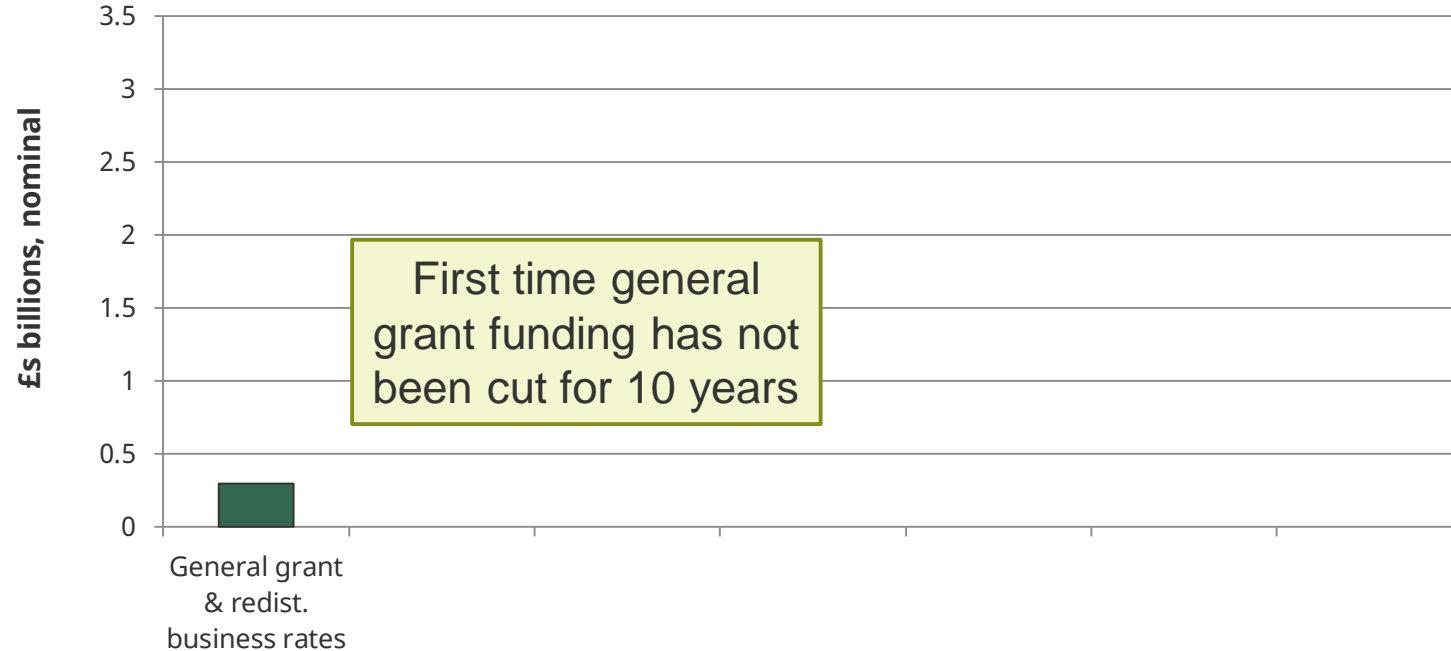 £s billions, nominal
3.5
3
2.5
2
1.5
1
0.5
0
First time general
grant funding has not
been cut for 10 years
General grant
& redist.
business rates